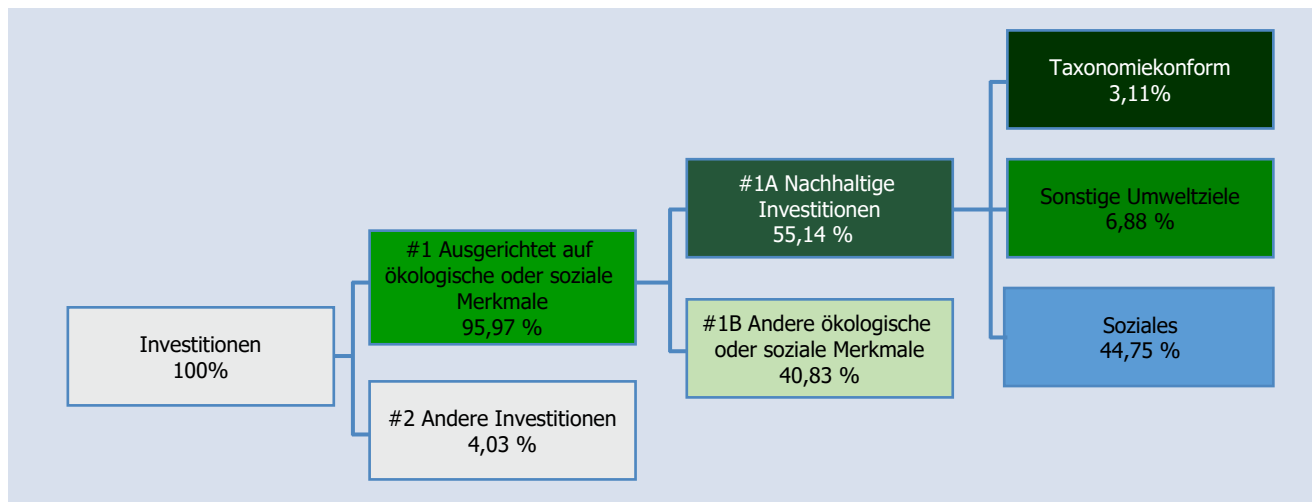 Investitionen
100%
#1 Ausgerichtet auf
ökologische oder soziale
Merkmale
95,97 %
#2 Andere Investitionen
4,03 %
#1A Nachhaltige
Investitionen
55,14 %
#1B Andere ökologische
oder soziale Merkmale
40,83 %
Taxonomiekonform
3,11%
Sonstige Umweltziele
6,88 %
Soziales
44,75 %